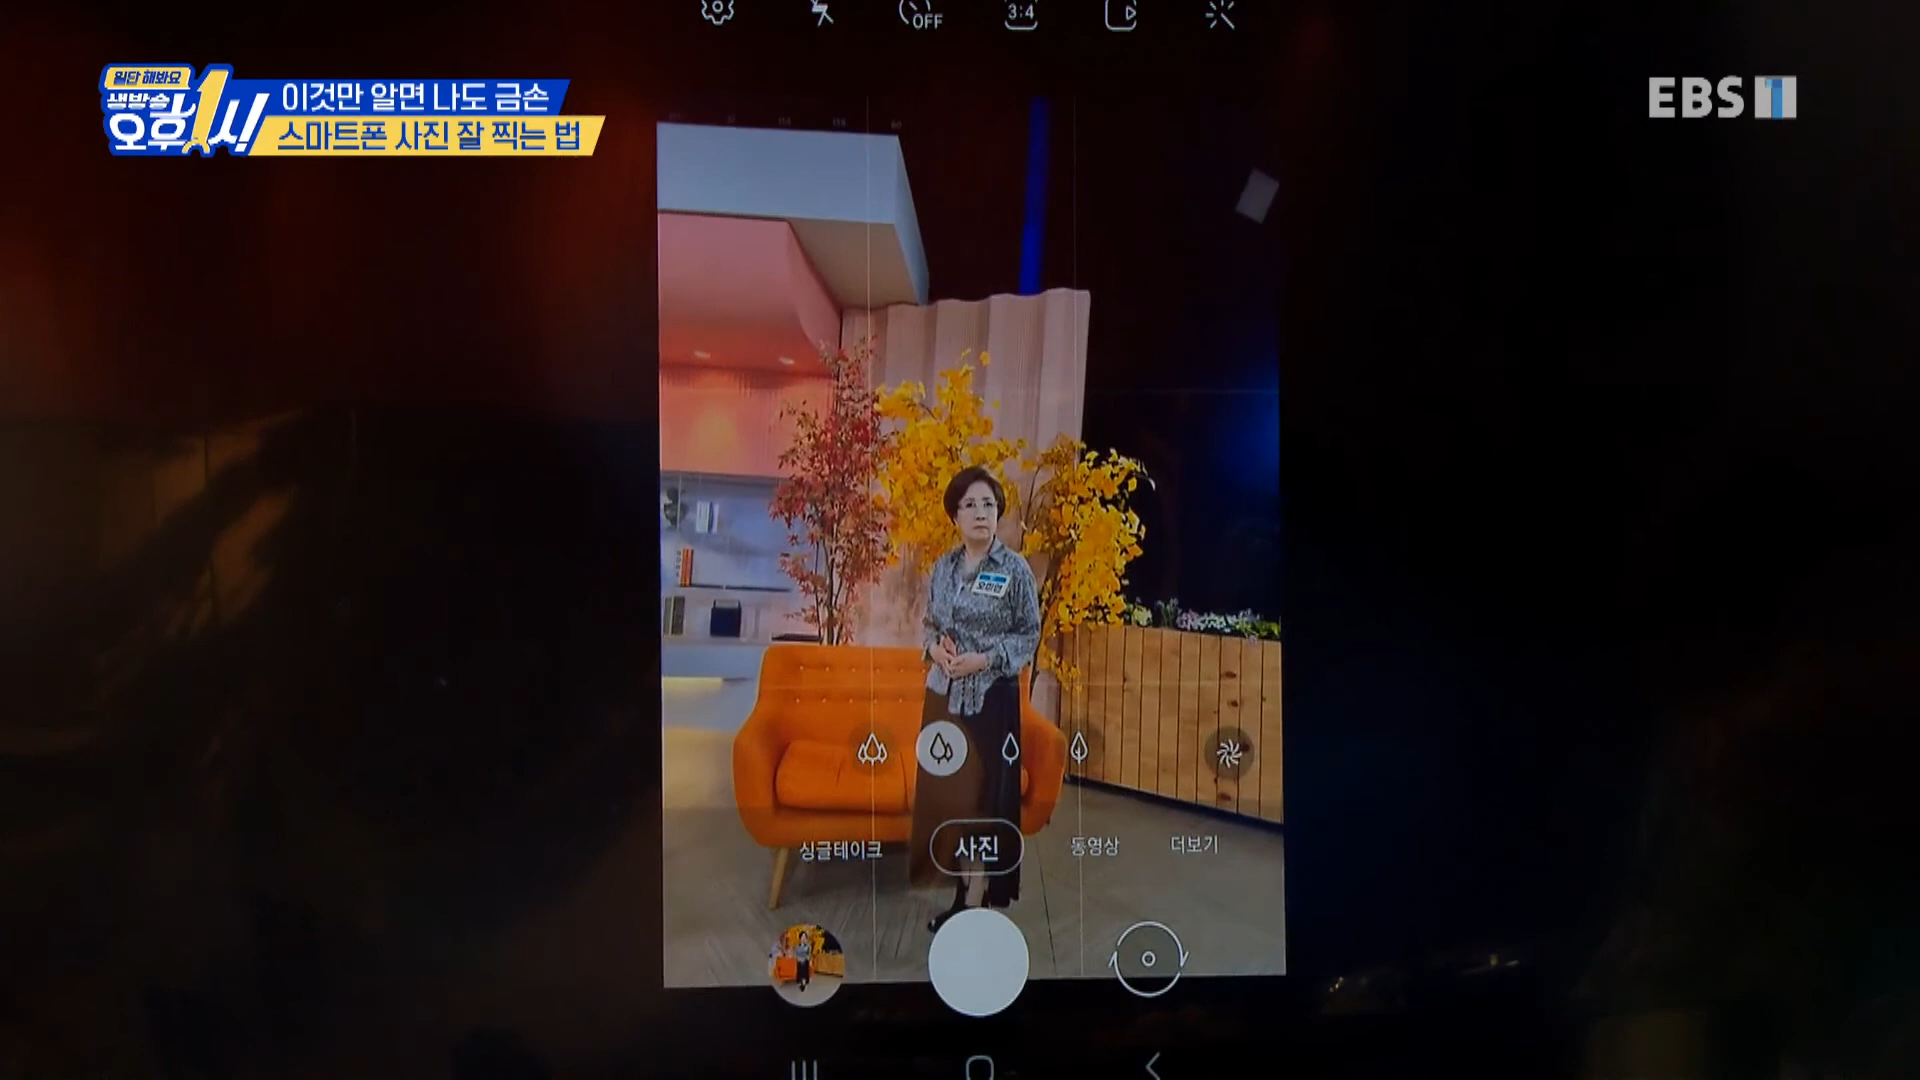 OFF
3:4
일단 해봐요
생방송
오후1시!
이것만 알면 나도 금손
스마트폰 사진 잘 찍는 법
EBS 1
싱글테이크
사진
동영상
더보기